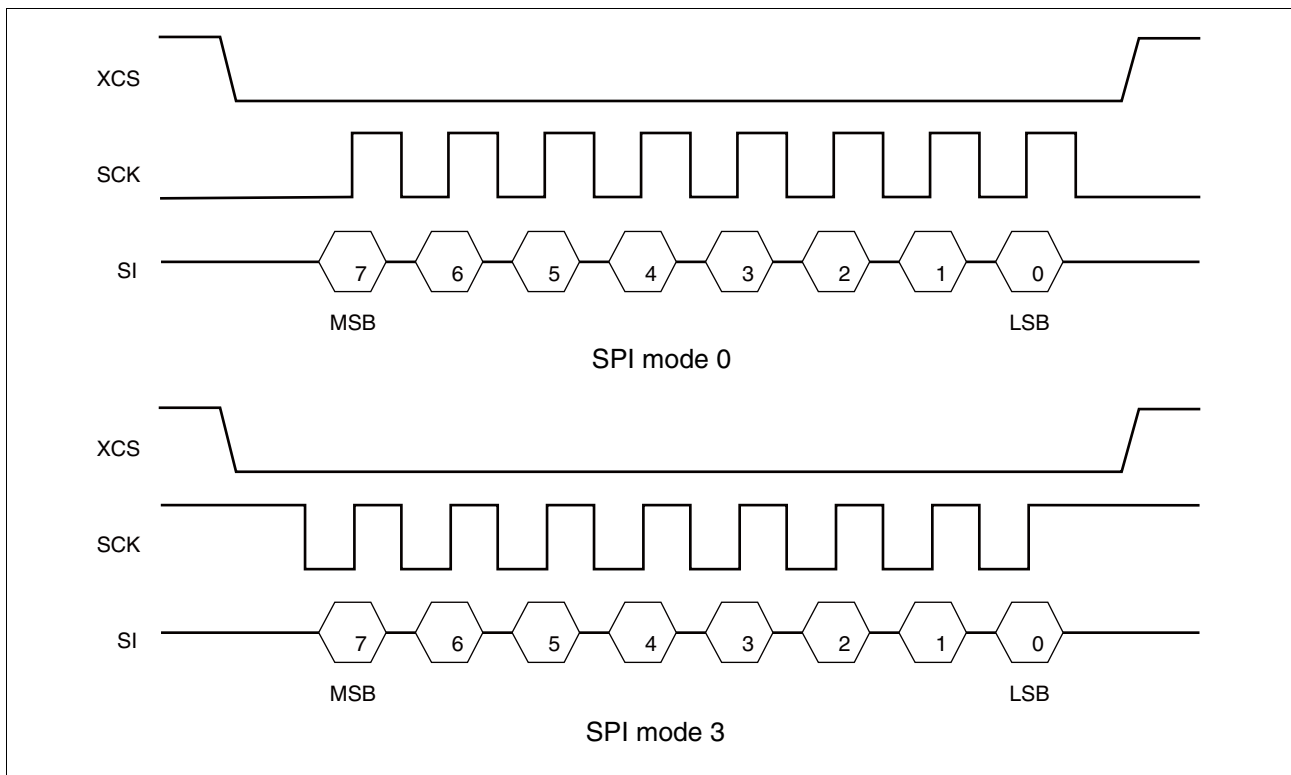 XCS
SCK
SI
7 6 5 4 3 2 1 0
MSB LSB
SPI mode 0
XCS
SCK
SI
7 6 5 4 3 2 1 0
MSB LSB
SPI mode 3